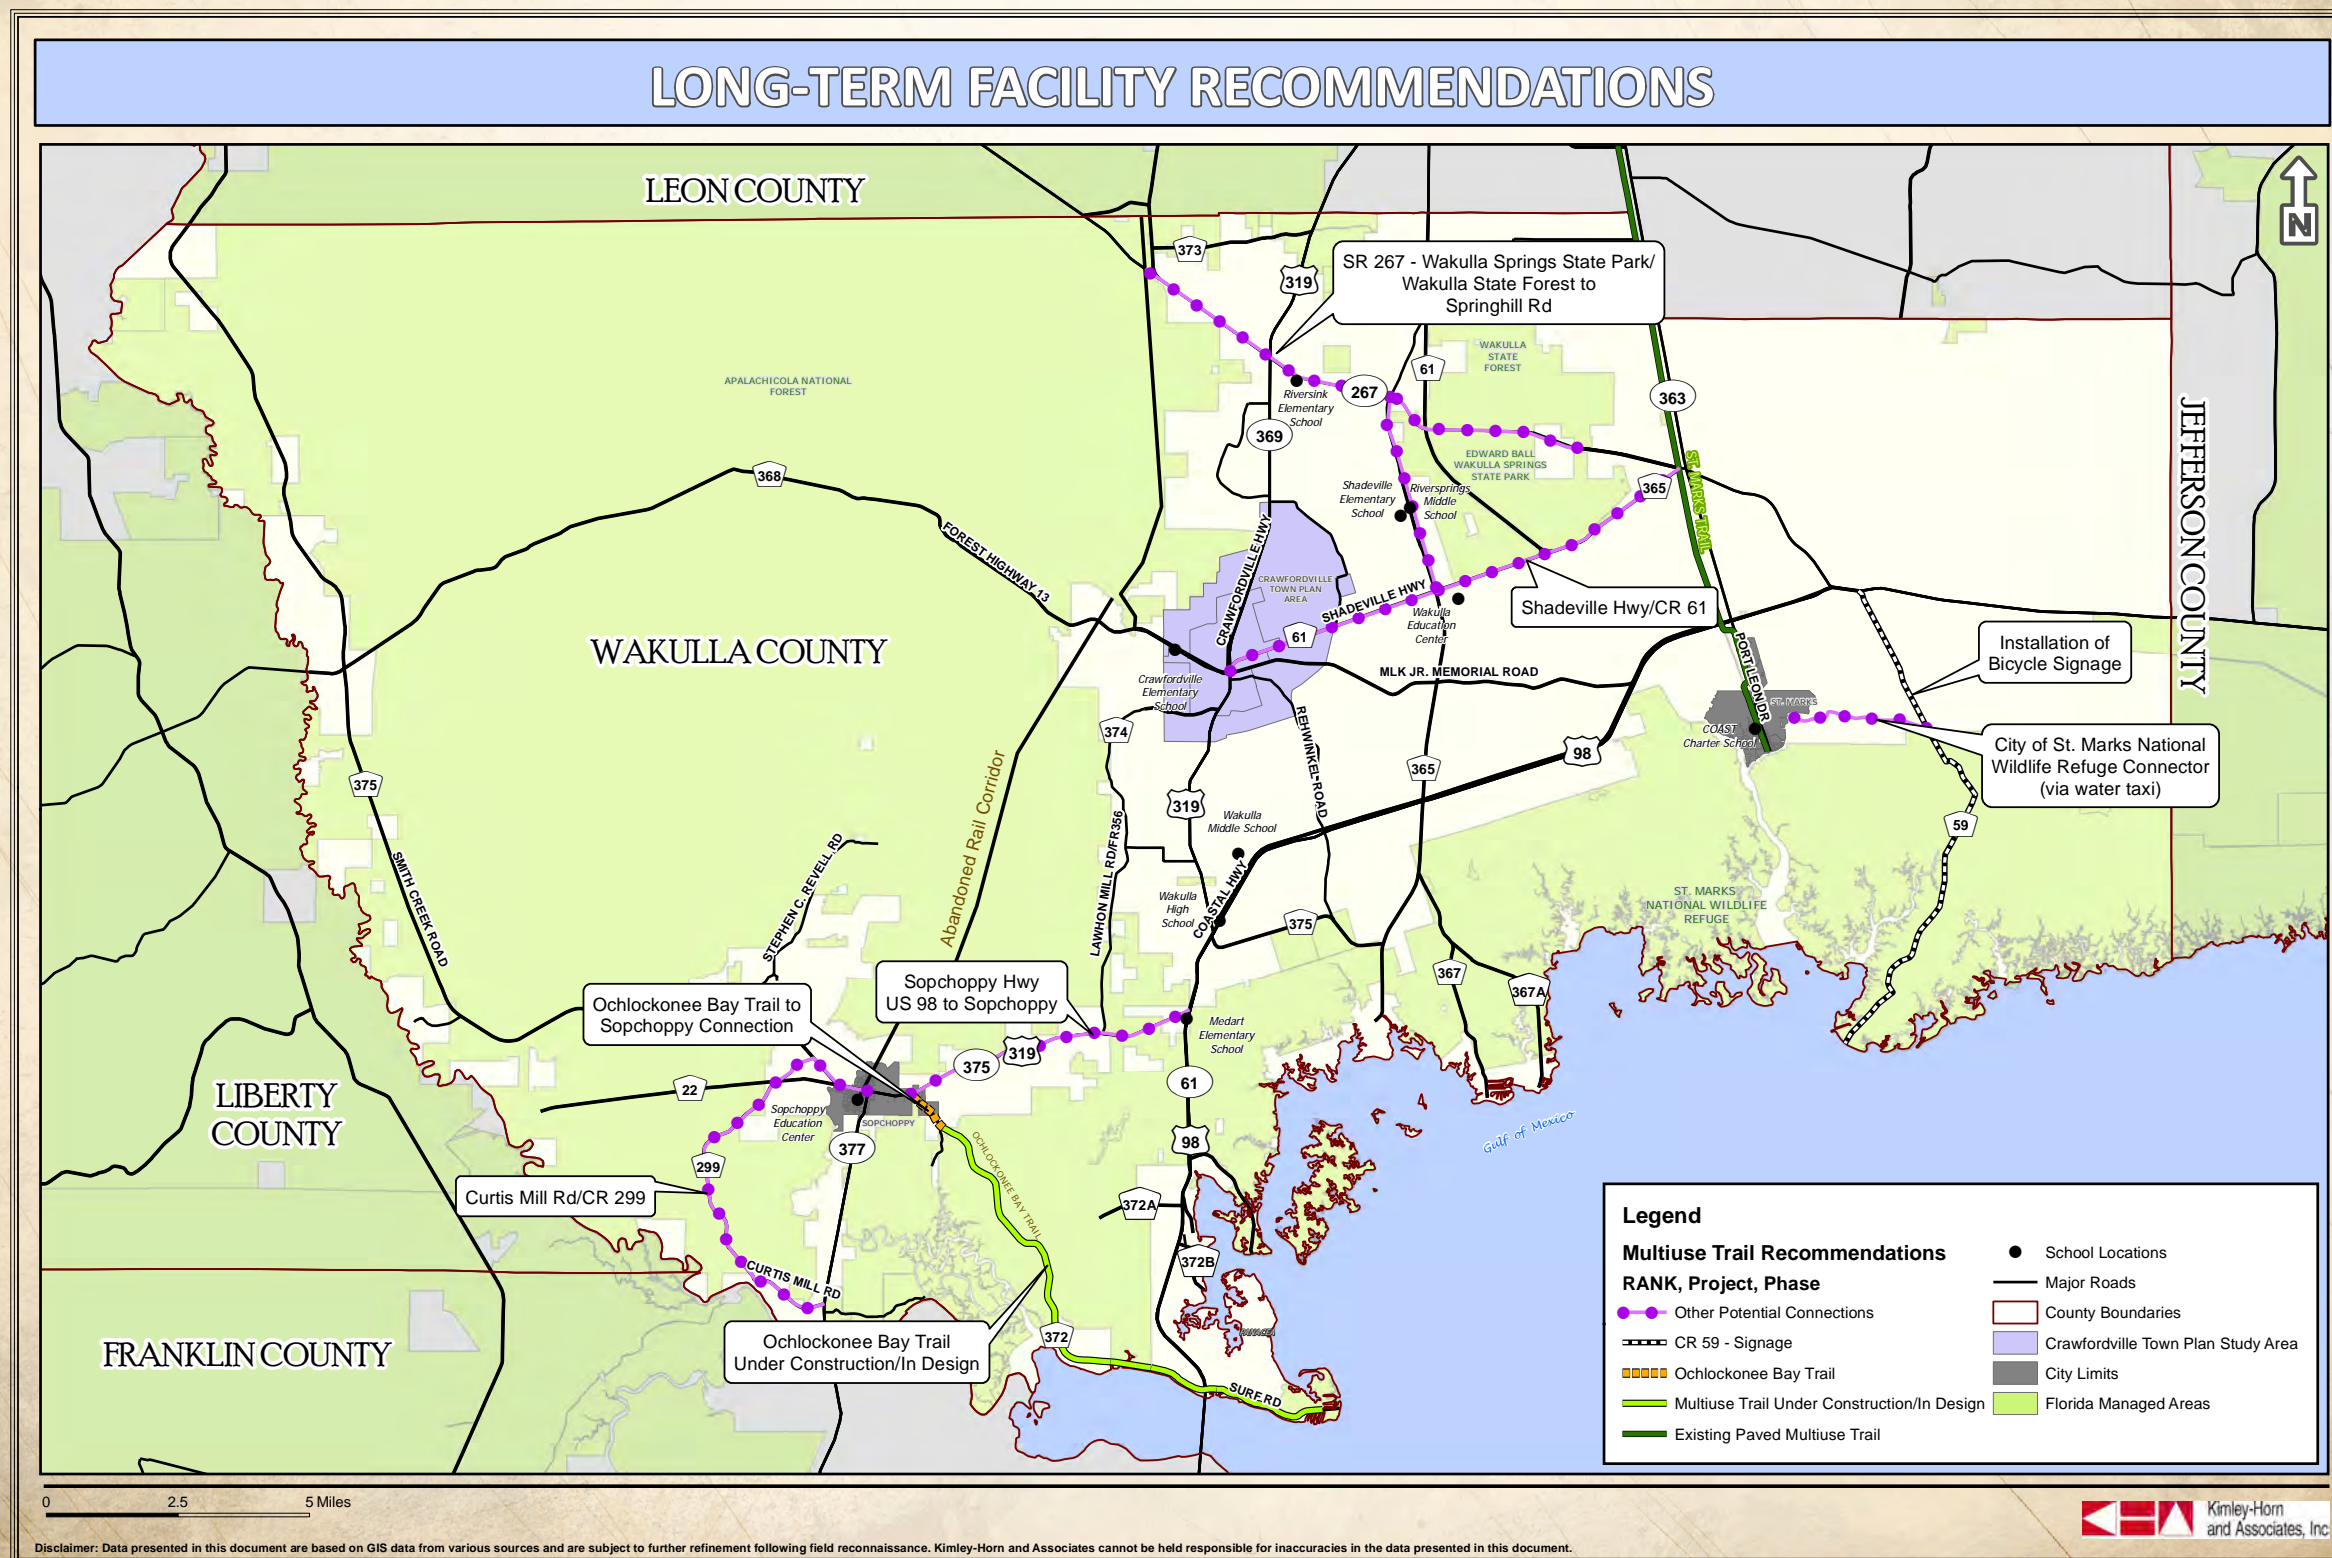 LONG-TERM FACILITY RECOMMENDATIONS
LEON COUNTY
N
373
319
SR 267 - Wakulla Springs State Park/
Wakulla State Forest to
Springhill Rd
WAKULLA
STATE
FOREST
61
APALACHICOLA NATIONAL
FOREST
267
363
Riversink
Elementary
School
369
JEFFERSON COUNTY
EDWARD BALL
WAKULLA SPRINGS
STATE PARK
368
365
ST. MARKS TRAIL
Shadeville
Elementary
School
Riversprings
Middle
School
FOREST HIGHWAY 13
CRAWFORDVILLE HWY
CRAWFORDVILLE
TOWN PLAN
AREA
SHADEVILLE HWY
Shadeville Hwy/CR 61
Wakulla
Education
Center
61
WAKULLA COUNTY
Installation of
Bicycle Signage
PORT LEON DR
MLK JR. MEMORIAL ROAD
Crawfordville
Elementary
School
ST. MARKS
374
REHWINKEL ROAD
COAST
Charter School
City of St. Marks National
Wildlife Refuge Connector
(via water taxi)
98
365
375
Abandoned Rail Corridor
319
Wakulla
Middle School
59
LAWHON MILL RD/FR356
SMITH CREEK ROAD
STEPHEN C. REVELL RD
COASTAL HWY
Wakulla
High
School
375
ST. MARKS
NATIONAL WILDLIFE
REFUGE
367
367A
Sopchoppy Hwy
US 98 to Sopchoppy
Ochlockonee Bay Trail to
Sopchoppy Connection
Medart
Elementary
School
319
375
61
22
LIBERTY
COUNTY
Sopchoppy
Education
Center
SOPCHOPPY
Gulf of Mexico
377
98
OCHLOCKONEE BAY TRAIL
299
Curtis Mill Rd/CR 299
372A
372B
CURTIS MILL RD
PANACEA
FRANKLIN COUNTY
Ochlockonee Bay Trail
Under Construction/In Design
372
SURF RD
Legend
Multiuse Trail Recommendations
RANK, Project, Phase
Other Potential Connections
CR 59 - Signage
Ochlockonee Bay Trail
Multiuse Trail Under Construction/In Design
Existing Paved Multiuse Trail
School Locations
Major Roads
County Boundaries
Crawfordville Town Plan Study Area
City Limits
Florida Managed Areas
0 2.5 5 Miles
Kimley-Horn
and Associates, Inc
Disclaimer: Data presented in this document are based on GIS data from various sources and are subject to further refinement following field reconnaissance. Kimley-Horn and Associates cannot be held responsible for inaccuracies in the data presented in this document.